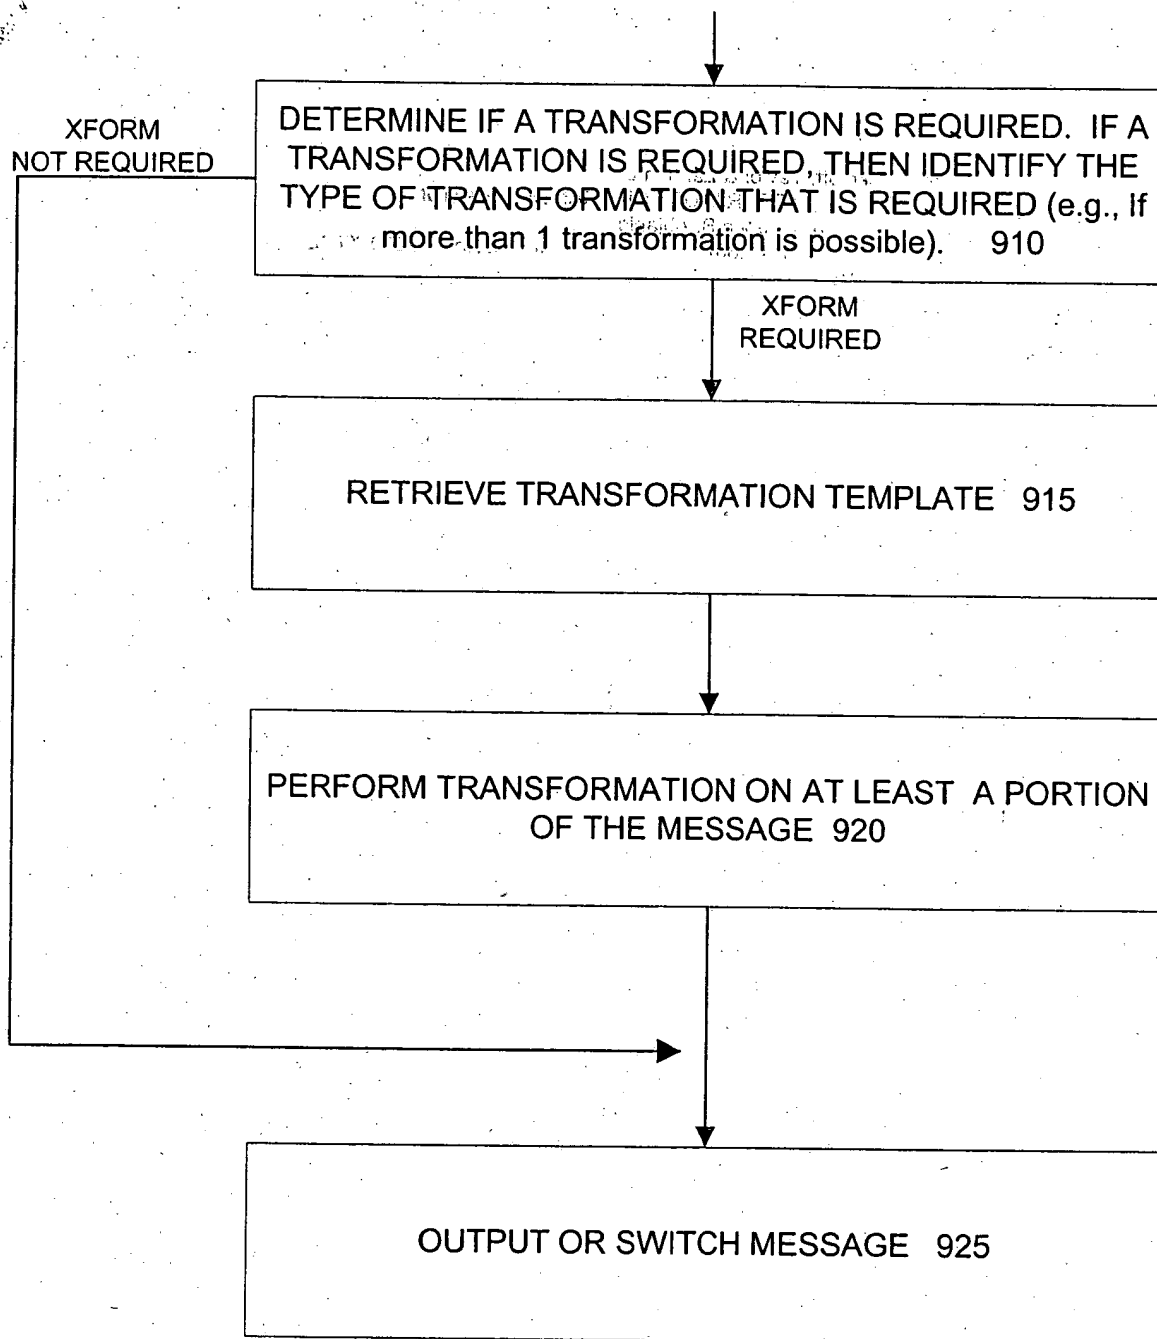 DETERMINE IF A TRANSFORMATION IS REQUIRED. IF A
TRANSFORMATION IS REQUIRED, THEN IDENTIFY THE
TYPE OF TRANSFORMATION THAT IS REQUIRED (e.g., If
more than 1 transformation is possible). 910
XFORM
NOT REQUIRED
XFORM
REQUIRED
RETRIEVE TRANSFORMATION TEMPLATE 915
PERFORM TRANSFORMATION ON AT LEAST A PORTION
OF THE MESSAGE 920
OUTPUT OR SWITCH MESSAGE 925